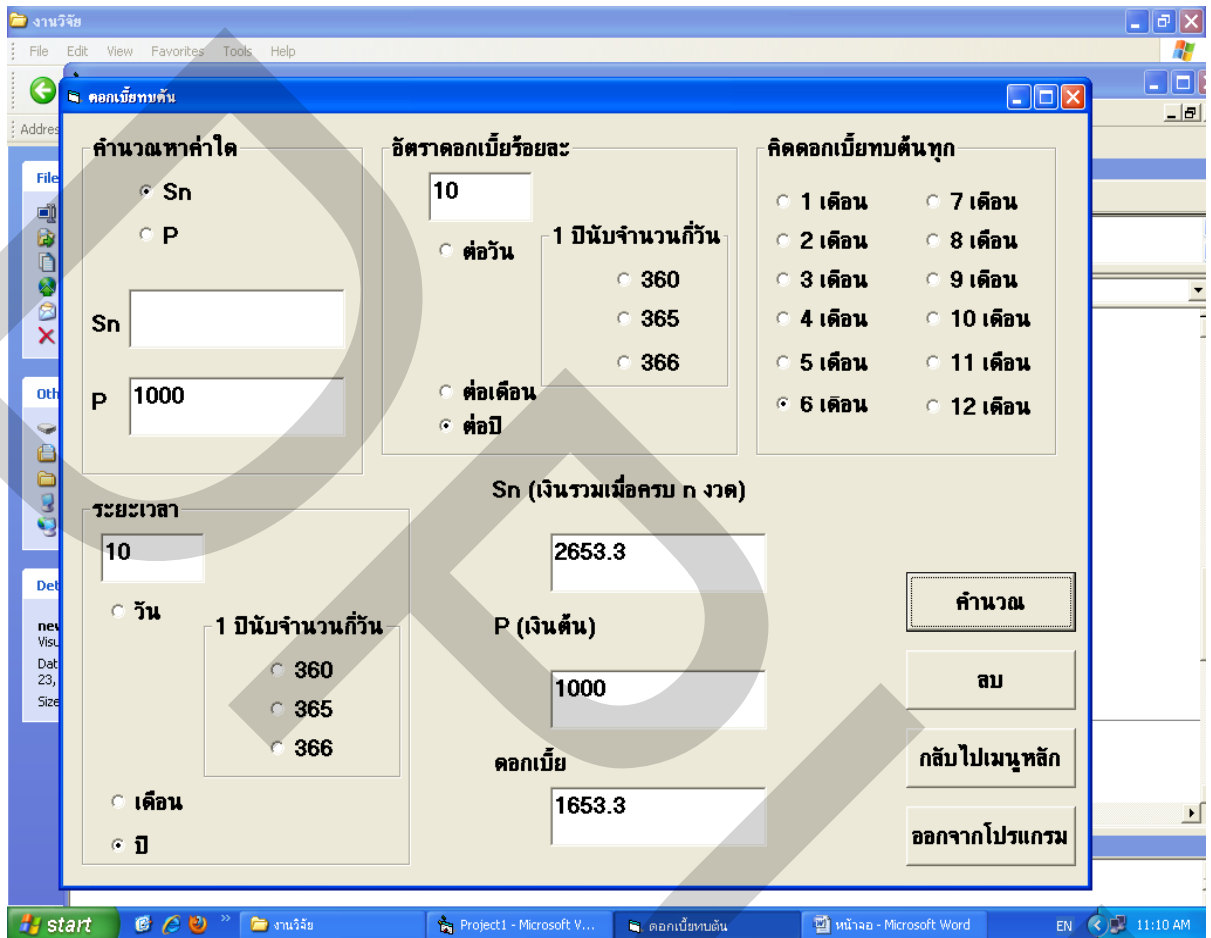 งานวิจัย
File Edit View Favorites Tools Help
Addres
ดอกเบี้ยทบต้น
คำนวณหาค่าใด
Sn
P
Sn
P 1000
อัตราดอกเบี้ยร้อยละ
10
ต่อวัน
1 ปีนับจำนวนกี่วัน
360
365
366
ต่อเดือน
ต่อปี
คิดดอกเบี้ยทบต้นทุก
1 เดือน 7 เดือน
2 เดือน 8 เดือน
3 เดือน 9 เดือน
4 เดือน 10 เดือน
5 เดือน 11 เดือน
6 เดือน 12 เดือน
ระยะเวลา
10
วัน
1 ปีนับจำนวนกี่วัน
360
365
366
เดือน
ปี
Sn (เงินรวมเมื่อครบ n งวด)
2653.3
P (เงินต้น)
1000
ดอกเบี้ย
1653.3
คำนวณ
ลบ
กลับไปเมนูหลัก
ออกจากโปรแกรม
File
Oth
Det
new
Visu
Dat
23,
Size
start งานวิจัย Project1 - Microsoft V... ดอกเบี้ยทบต้น หน้าจอ - Microsoft Word EN 11:10 AM